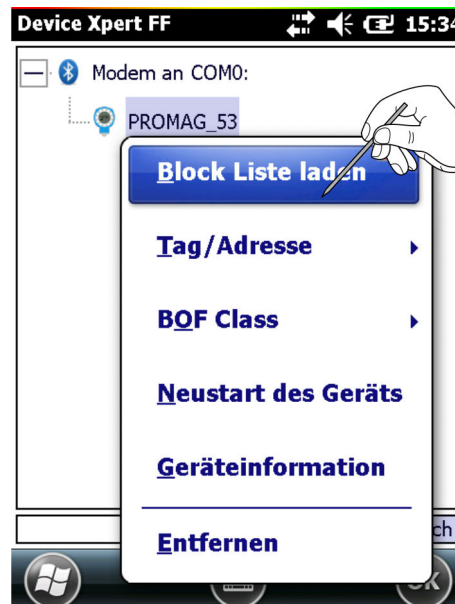 Device Xpert FF 15:34
Modem an COM0:
PROMAG_53
Block Liste laden
Tag/Adresse
BOF Class
Neustart des Geräts
Geräteinformation
Entfernen
ch
OK